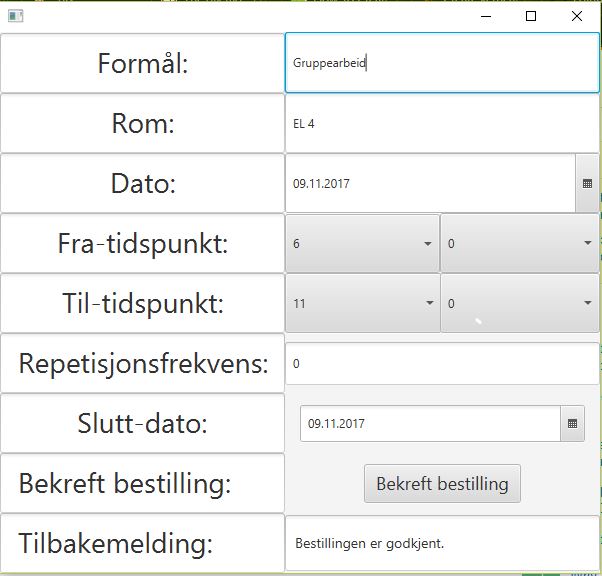 Formål:
Gruppearbeid
Rom:
EL 4
Dato:
09.11.2017
Fra-tidspunkt:
6
0
Til-tidspunkt:
11
0
Repetisjonsfrekvens:
0
Slutt-dato:
09.11.2017
Bekreft bestilling:
Bekreft bestilling
Tilbakemelding:
Bestillingen er godkjent.